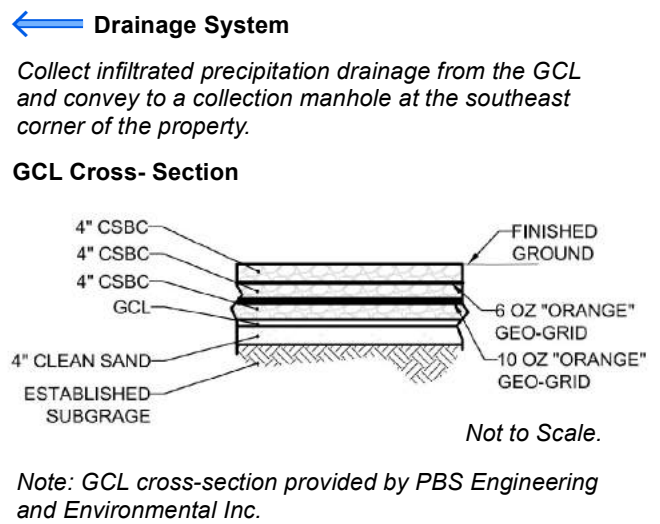 Drainage System
Collect infiltrated precipitation drainage from the GCL
and convey to a collection manhole at the southeast
corner of the property.
GCL Cross- Section
4" CSBC
4" CSBC
4" CSBC
GCL
4" CLEAN SAND
ESTABLISHED
SUBGRAGE
FINISHED
GROUND
6 OZ "ORANGE"
GEO-GRID
10 OZ "ORANGE"
GEO-GRID
Not to Scale.
Note: GCL cross-section provided by PBS Engineering
and Environmental Inc.